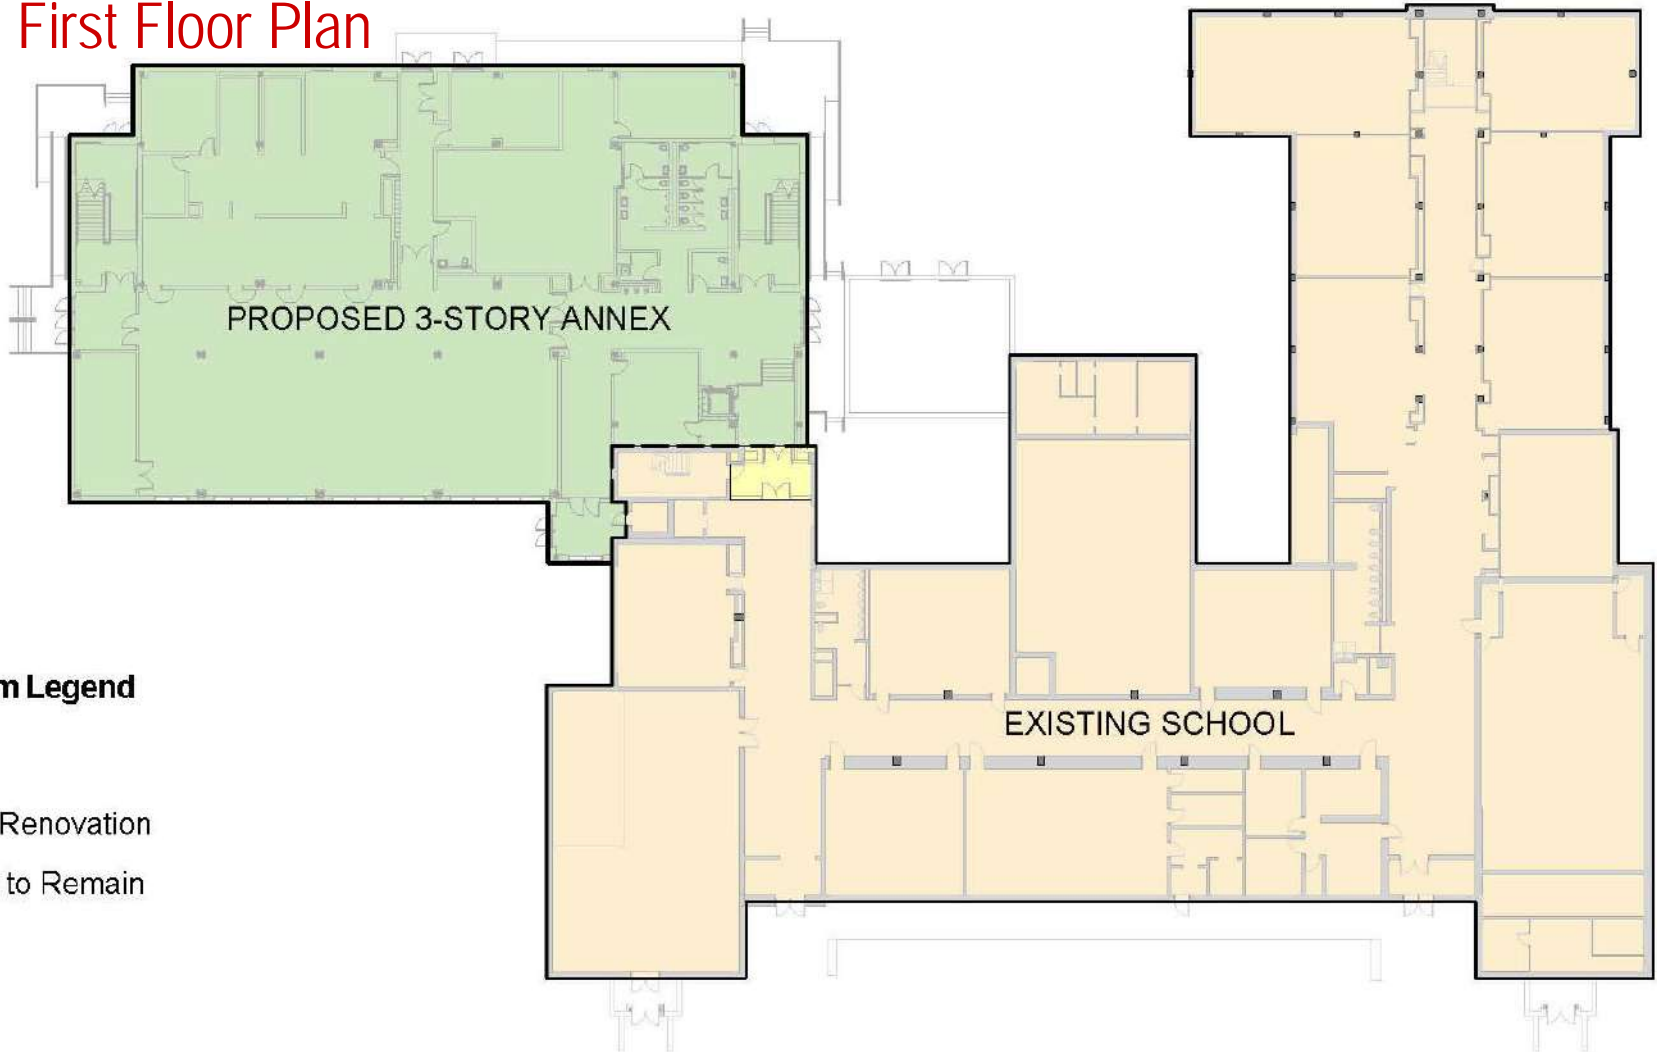 First Floor Plan
PROPOSED 3-STORY ANNEX
m Legend
EXISTING SCHOOL
Renovation
to Remain